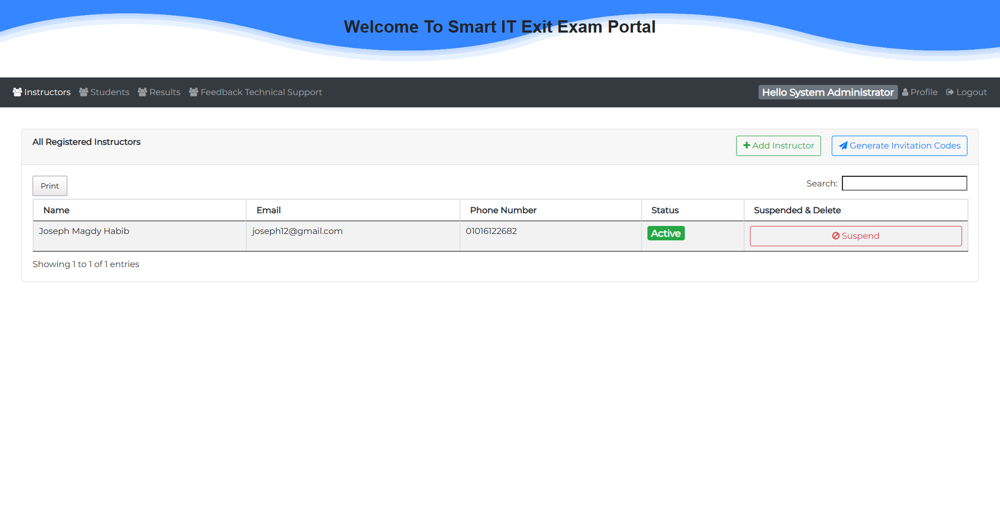 Welcome To Smart IT Exit Exam Portal
Instructors Students Results Feedback Technical Support Hello System Administrator Profile Logout
All Registered Instructors Add Instructor Generate Invitation Codes
Print Search:
Name Email Phone Number Status Suspended & Delete
Joseph Magdy Habib joseph12@gmail.com 01016122682 Active Suspend
Showing 1 to 1 of 1 entries